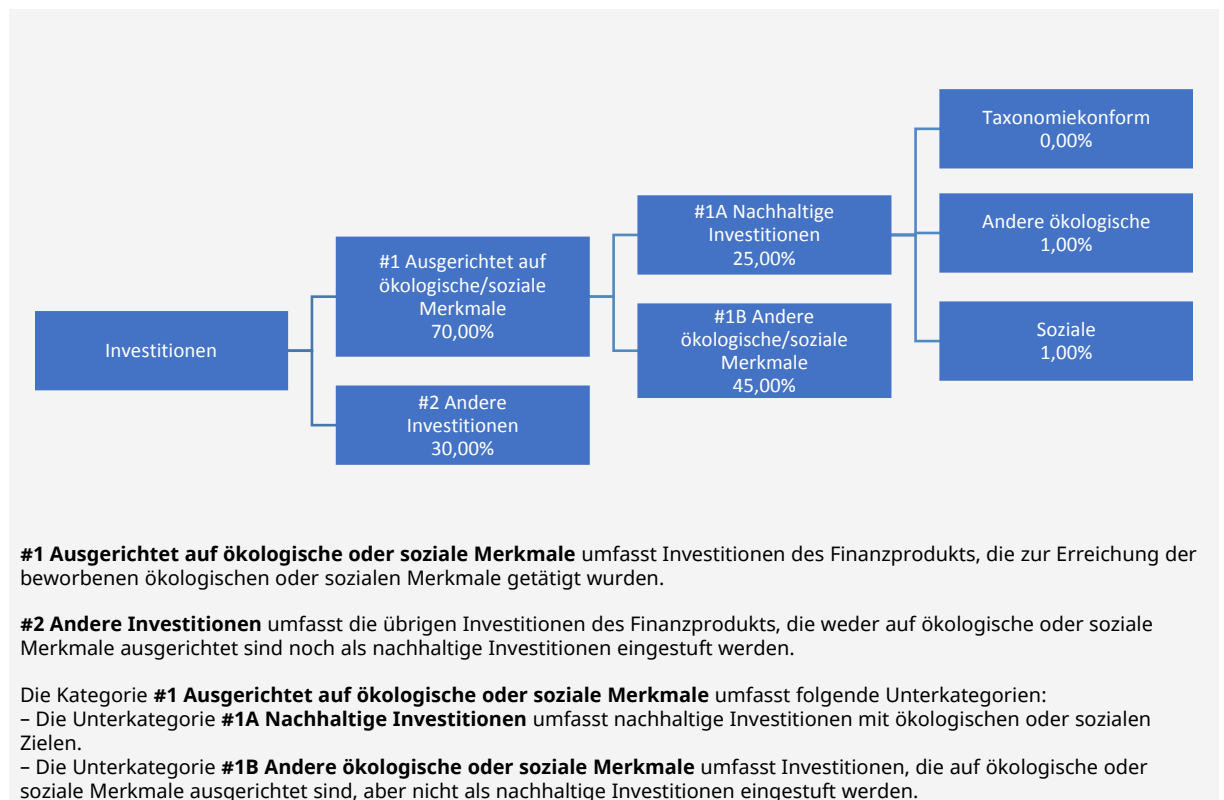 Investitionen
#1 Ausgerichtet auf
ökologische/soziale
Merkmale
70,00%
#2 Andere
Investitionen
30,00%
#1A Nachhaltige
Investitionen
25,00%
#1B Andere
ökologische/soziale
Merkmale
45,00%
Taxonomiekonform
0,00%
Andere ökologische
1,00%
Soziale
1,00%
#1 Ausgerichtet auf ökologische oder soziale Merkmale umfasst Investitionen des Finanzprodukts, die zur Erreichung der
beworbenen ökologischen oder sozialen Merkmale getätigt wurden.
#2 Andere Investitionen umfasst die übrigen Investitionen des Finanzprodukts, die weder auf ökologische oder soziale
Merkmale ausgerichtet sind noch als nachhaltige Investitionen eingestuft werden.
Die Kategorie #1 Ausgerichtet auf ökologische oder soziale Merkmale umfasst folgende Unterkategorien:
– Die Unterkategorie #1A Nachhaltige Investitionen umfasst nachhaltige Investitionen mit ökologischen oder sozialen
Zielen.
– Die Unterkategorie #1B Andere ökologische oder soziale Merkmale umfasst Investitionen, die auf ökologische oder
soziale Merkmale ausgerichtet sind, aber nicht als nachhaltige Investitionen eingestuft werden.